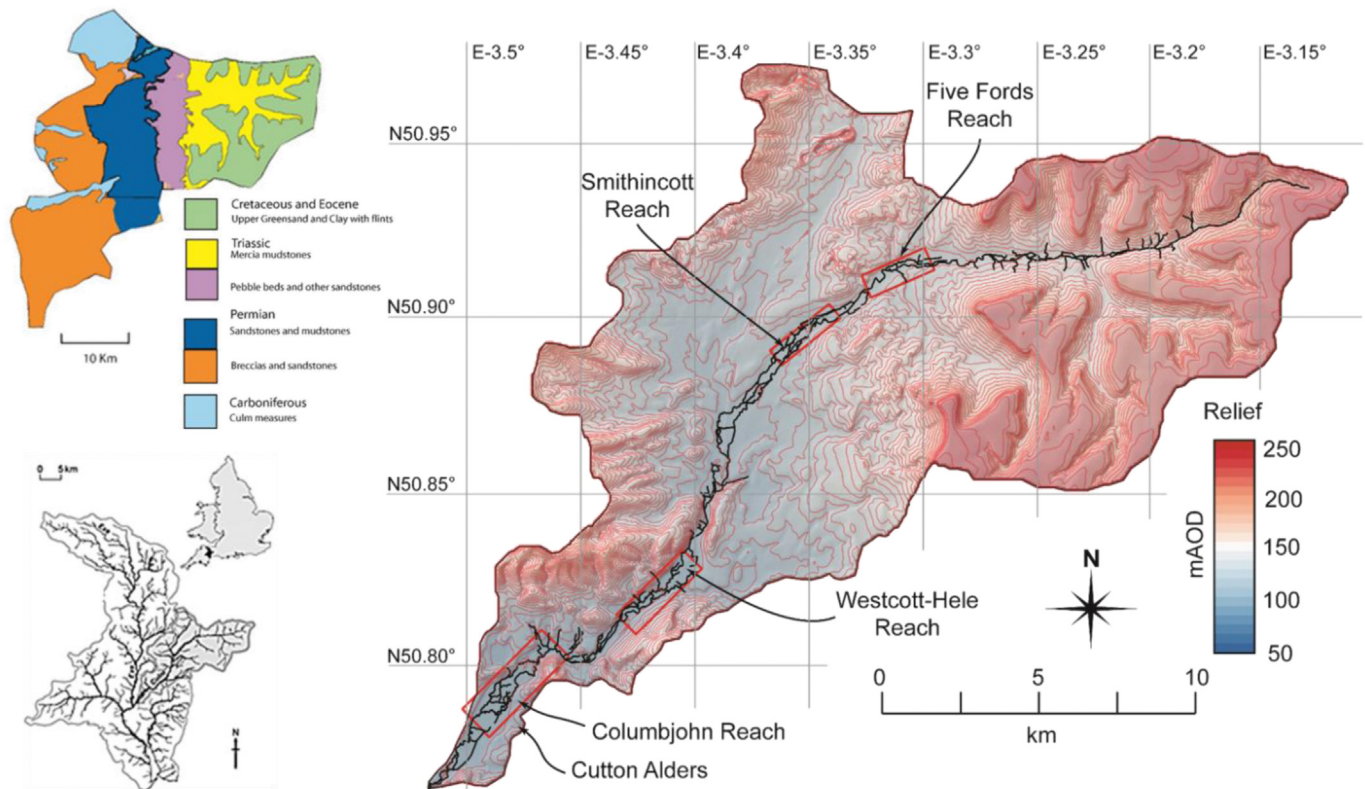 Cretaceous and Eocene
Upper Greensand and Clay with flints
Triassic
Mercia mudstones
Pebble beds and other sandstones
Permian
Sandstones and mudstones
Breccias and sandstones
Carboniferous
Culm measures
10 Km
0 5km
Exe
N
E-3.5° E-3.45° E-3.4° E-3.35° E-3.3° E-3.25° E-3.2° E-3.15°
N50.95°
N50.90°
N50.85°
N50.80°
Five Fords
Reach
Smithincott
Reach
Westcott-Hele
Reach
Columbjohn Reach
Cutton Alders
Relief
mAOD
250
200
150
100
50
N
0 5 10
km